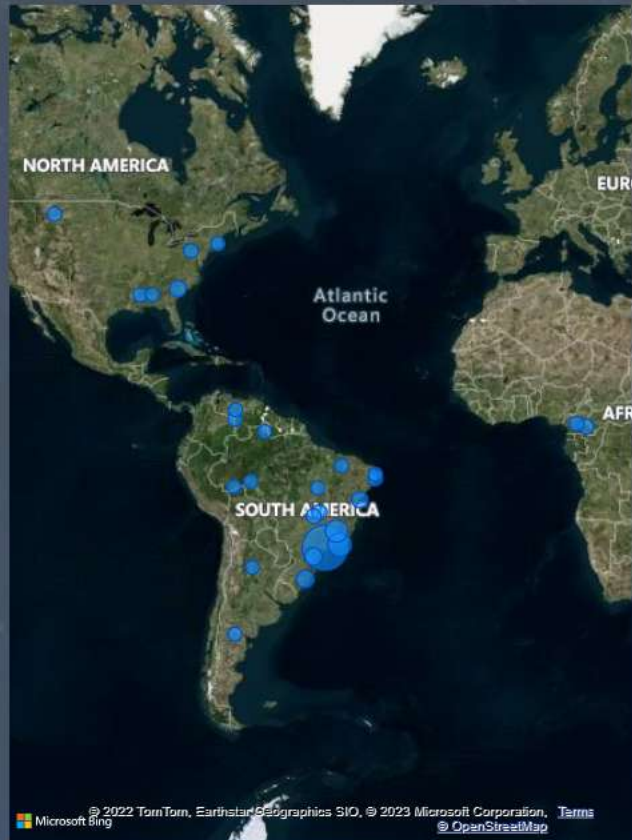 NORTH AMERICA
EUR
Atlantic
Ocean
AFR
SOUTH AMERICA
© 2022 TomTom, Earthstar Geographics SIO, © 2023 Microsoft Corporation, Terms
Microsoft Bing
© OpenStreetMap